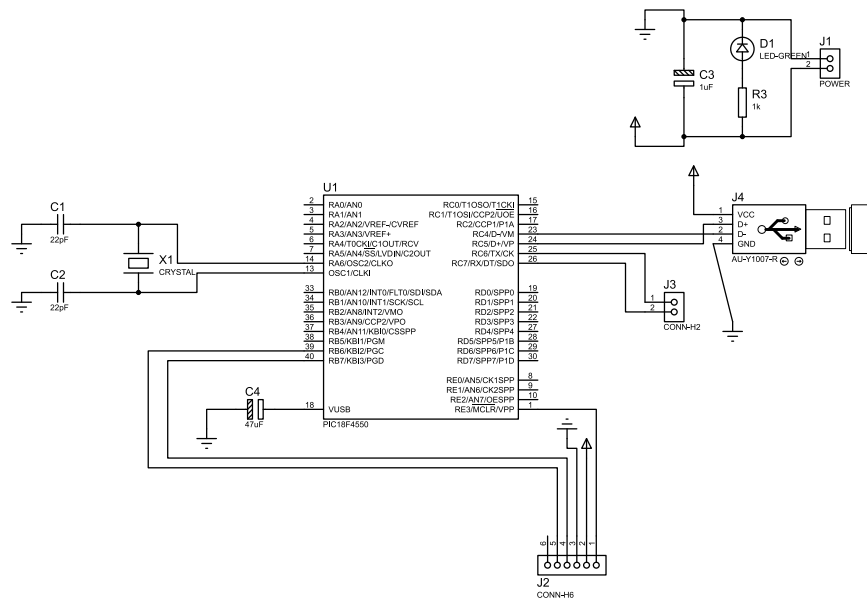 D1
LED-GREEN
J1
1
2
POWER
C3
1uF
R3
1k
U1
J4
C1
22pF
X1
CRYSTAL
C2
22pF
2 RA0/AN0
3 RA1/AN1
4 RA2/AN2/VREF-/CVREF
5 RA3/AN3/VREF+
6 RA4/T0CKI/C1OUT/RCV
7 RA5/AN4/SS/LVDIN/C2OUT
14 RA6/OSC2/CLKO
13 OSC1/CLKI
33 RB0/AN12/INT0/FLT0/SDI/SDA
34 RB1/AN10/INT1/SCK/SCL
35 RB2/AN8/INT2/VMO
36 RB3/AN9/CCP2/VPO
37 RB4/AN11/KBI0/CSSPP
38 RB5/KBI1/PGM
39 RB6/KBI2/PGC
40 RB7/KBI3/PGD
18 VUSB
RC0/T1OSO/T1CKI 15
RC1/T1OSI/CCP2/UOE 16
RC2/CCP1/P1A 17
RC4/D-/VM 23
RC5/D+/VP 24
RC6/TX/CK 25
RC7/RX/DT/SDO 26
RD0/SPP0 19
RD1/SPP1 20
RD2/SPP2 21
RD3/SPP3 22
RD4/SPP4 27
RD5/SPP5/P1B 28
RD6/SPP6/P1C 29
RD7/SPP7/P1D 30
RE0/AN5/CK1SPP 8
RE1/AN6/CK2SPP 9
RE2/AN7/OESPP 10
RE3/MCLR/VPP 1
PIC18F4550
1 VCC
3 D+
2 D-
4 GND
AU-Y1007-R
J3
1
2
CONN-H2
C4
47uF
6 5 4 3 2 1
J2
CONN-H6